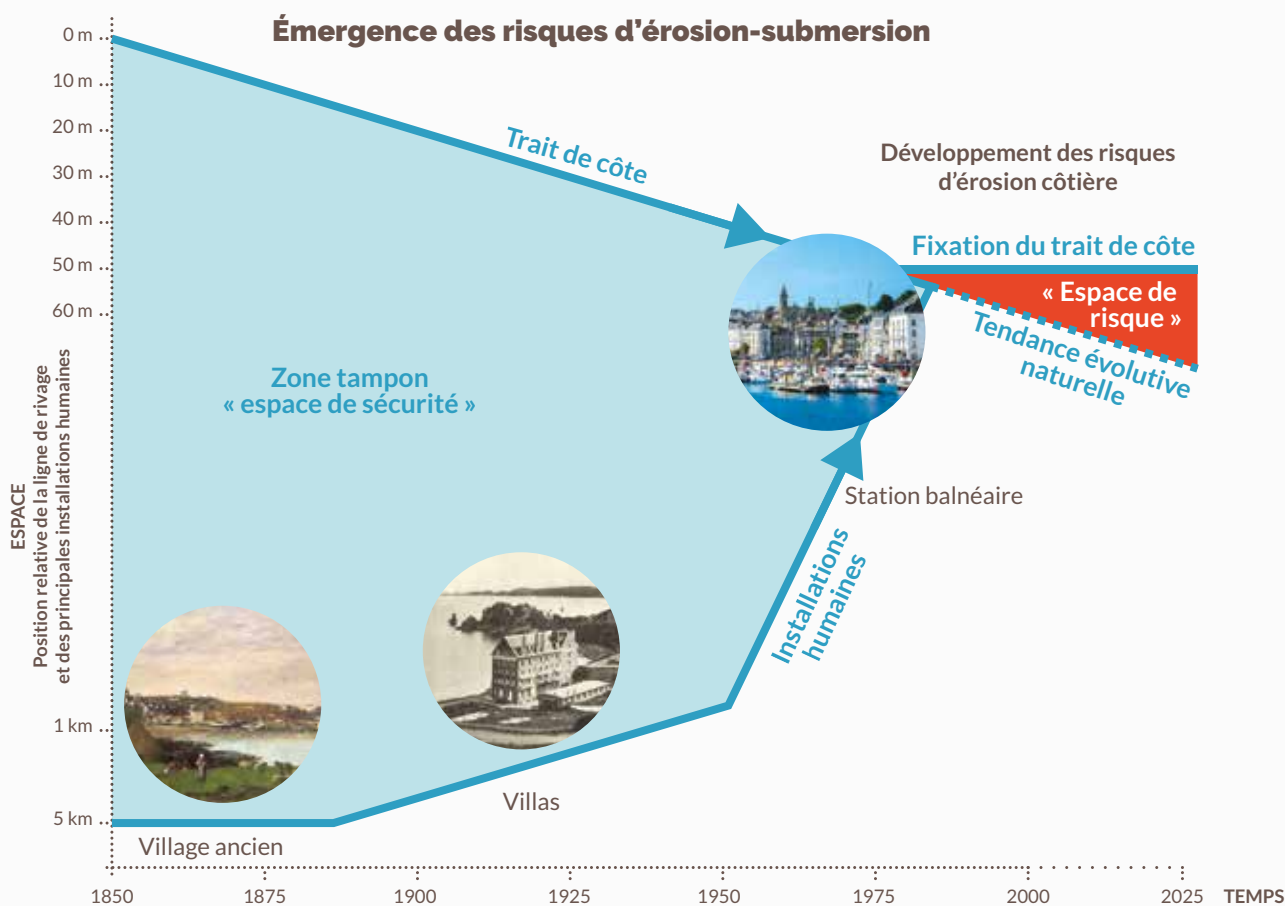 Émergence des risques d'érosion-submersion
0 m
10 m
20 m
30 m
40 m
50 m
60 m
1 km
5 km
ESPACE
Position relative de la ligne de rivage
et des principales installations humaines
Trait de côte
Développement des risques
d'érosion côtière
Fixation du trait de côte
« Espace de
risque »
Tendance évolutive
naturelle
Zone tampon
« espace de sécurité »
Station balnéaire
Installations
humaines
Villas
Village ancien
1850
1875
1900
1925
1950
1975
2000
2025
TEMPS